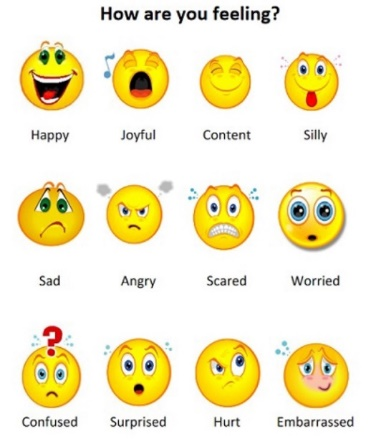 How are you feeling?
Happy Joyful Content Silly
Sad Angry Scared Worried
?
Confused Surprised Hurt Embarrassed